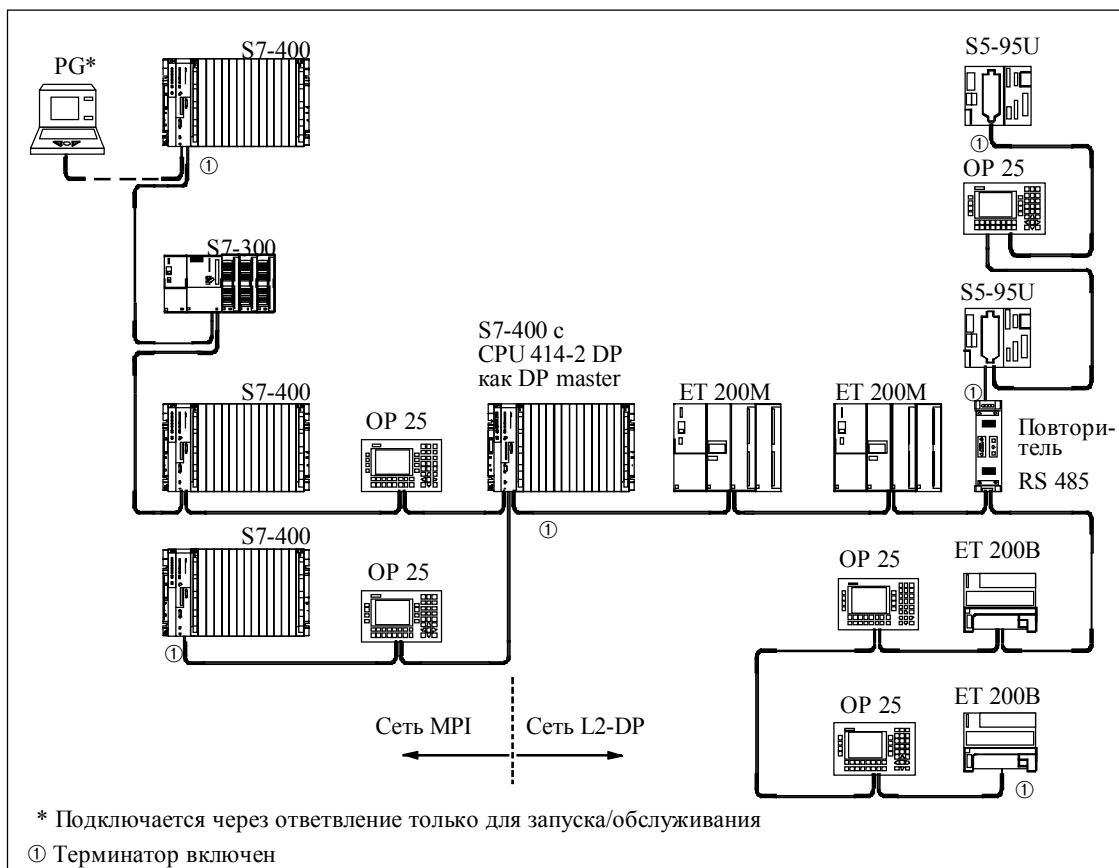 S7-400
PG*
①
S7-300
S7-400
OP 25
S7-400 с
CPU 414-2 DP
как DP master
①
ET 200M
ET 200M
S5-95U
①
OP 25
S5-95U
①
Повтори-
тель
RS 485
S7-400
①
OP 25
OP 25
ET 200B
OP 25
ET 200B
①
Сеть MPI
Сеть L2-DP
* Подключается через ответвление только для запуска/обслуживания
① Терминатор включен